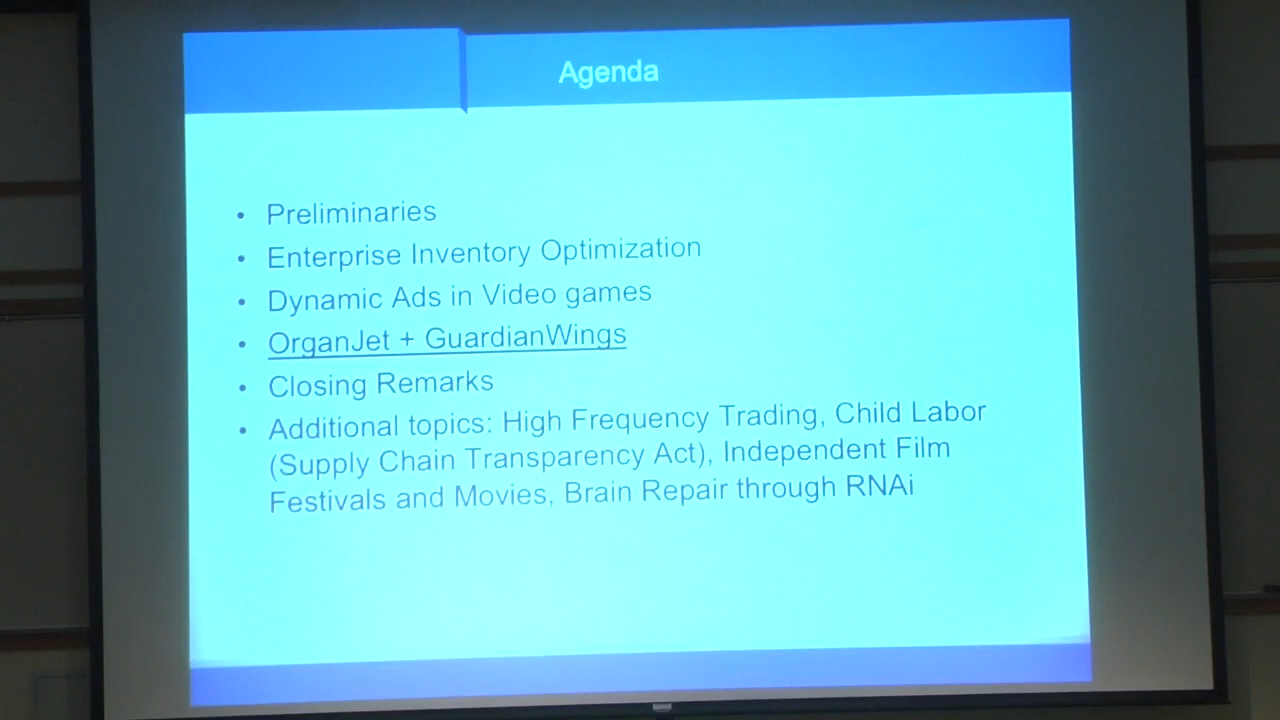 Agenda
• Preliminaries
• Enterprise Inventory Optimization
• Dynamic Ads in Video games
• OrganJet + GuardianWings
• Closing Remarks
• Additional topics: High Frequency Trading, Child Labor
(Supply Chain Transparency Act), Independent Film
Festivals and Movies, Brain Repair through RNAi